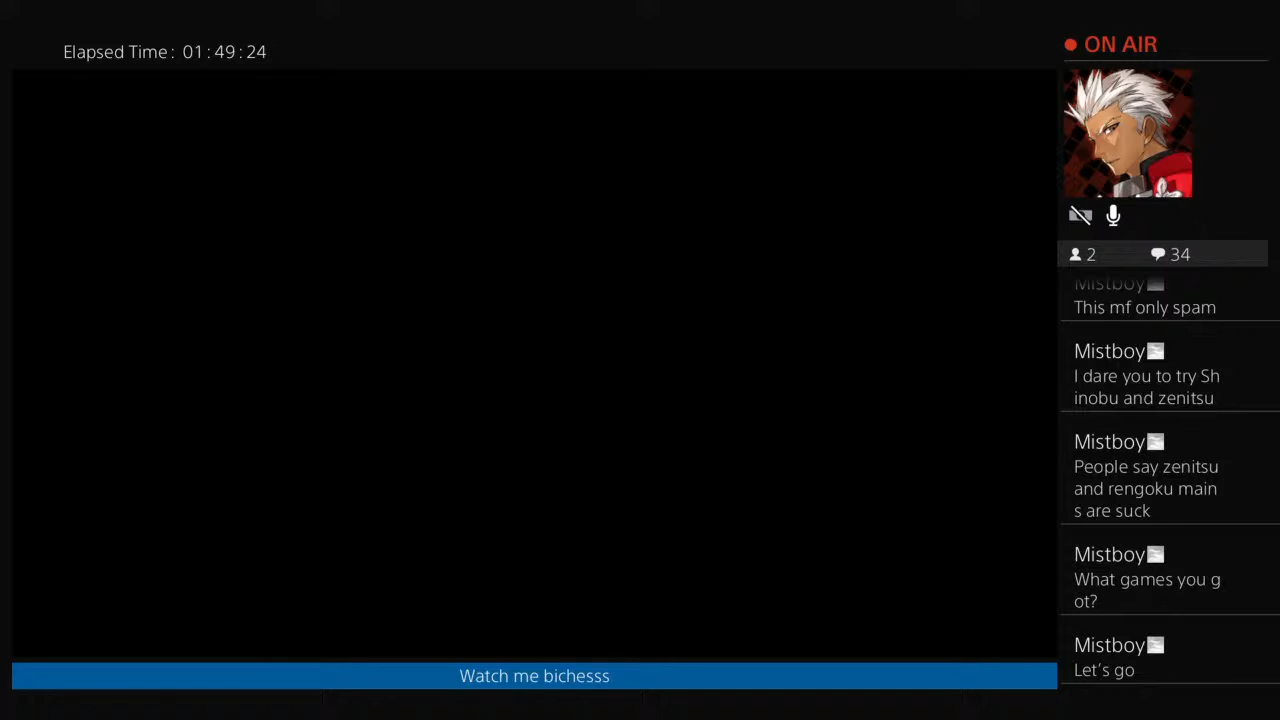 Elapsed Time: 01:49:24
ON AIR
2 34
Mistboy
This mf only spam
Mistboy
I dare you to try Sh
inobu and zenitsu
Mistboy
People say zenitsu
and rengoku main
s are suck
Mistboy
What games you g
ot?
Mistboy
Let's go
Watch me bichesss